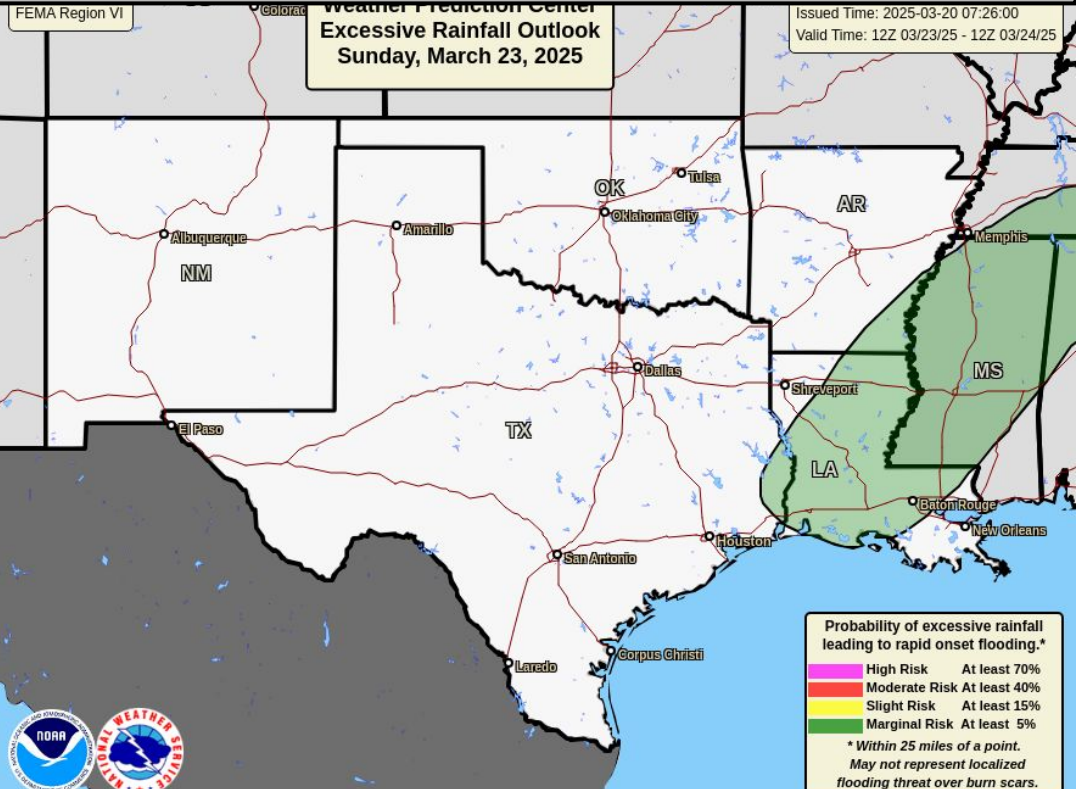 FEMA Region VI
Weather Prediction Center
Excessive Rainfall Outlook
Sunday, March 23, 2025
Issued Time: 2025-03-20 07:26:00
Valid Time: 12Z 03/23/25 - 12Z 03/24/25
Colorad
Tulsa
OK
AR
Oklahoma City
Amarillo
Albuquerque
Memphis
NM
Dallas
MS
Shreveport
El Paso
TX
LA
Baton Rouge
New Orleans
Houston
San Antonio
Corpus Christi
Laredo
Probability of excessive rainfall
leading to rapid onset flooding.*
High Risk At least 70%
Moderate Risk At least 40%
Slight Risk At least 15%
Marginal Risk At least 5%
* Within 25 miles of a point.
May not represent localized
flooding threat over burn scars.
NOAA
NATIONAL WEATHER SERVICE